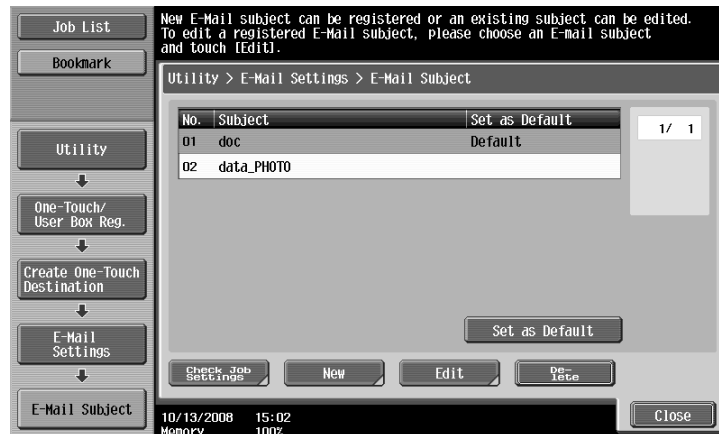 Job List
Bookmark
Utility
One-Touch/
User Box Reg.
Create One-Touch
Destination
E-Mail
Settings
E-Mail Subject
New E-Mail subject can be registered or an existing subject can be edited.
To edit a registered E-Mail subject, please choose an E-mail subject
and touch [Edit].
Utility > E-Mail Settings > E-Mail Subject
No. Subject Set as Default
01 doc Default
02 data_PHOTO
1/ 1
Set as Default
Check Job
Settings
New
Edit
De-
lete
10/13/2008 15:02
Memory 100%
Close